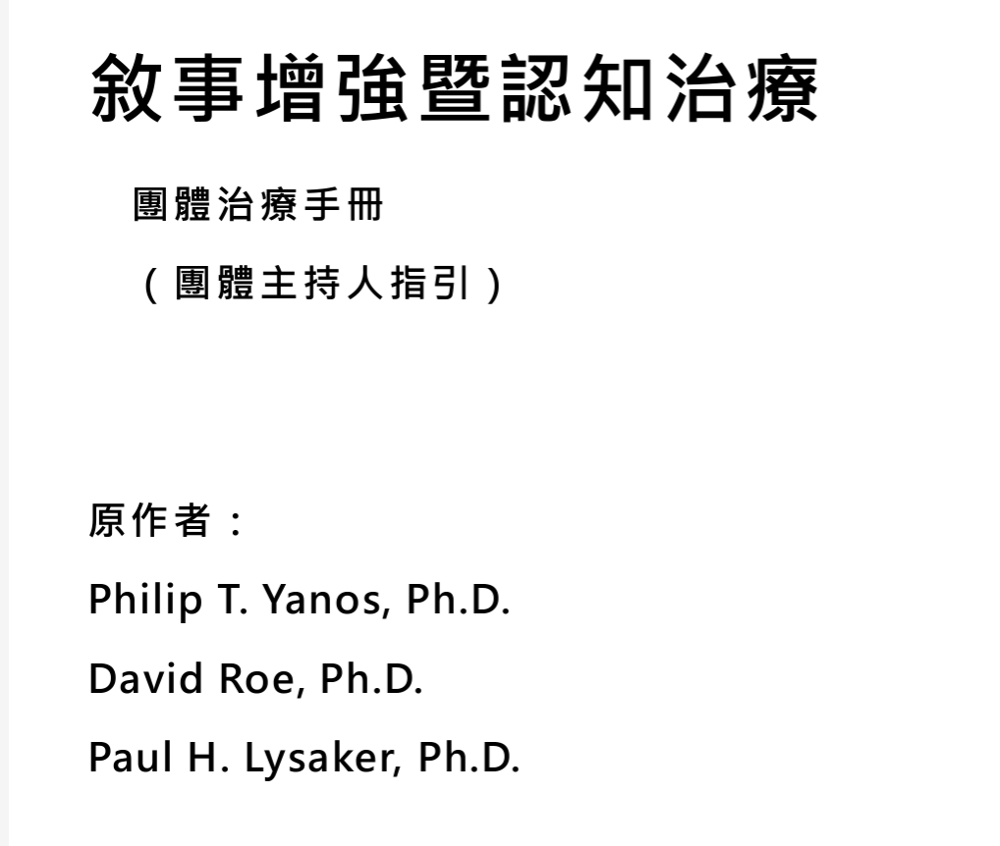 敘事增強暨認知治療
團體治療手冊
（團體主持人指引）
原作者：
Philip T. Yanos, Ph.D.
David Roe, Ph.D.
Paul H. Lysaker, Ph.D.